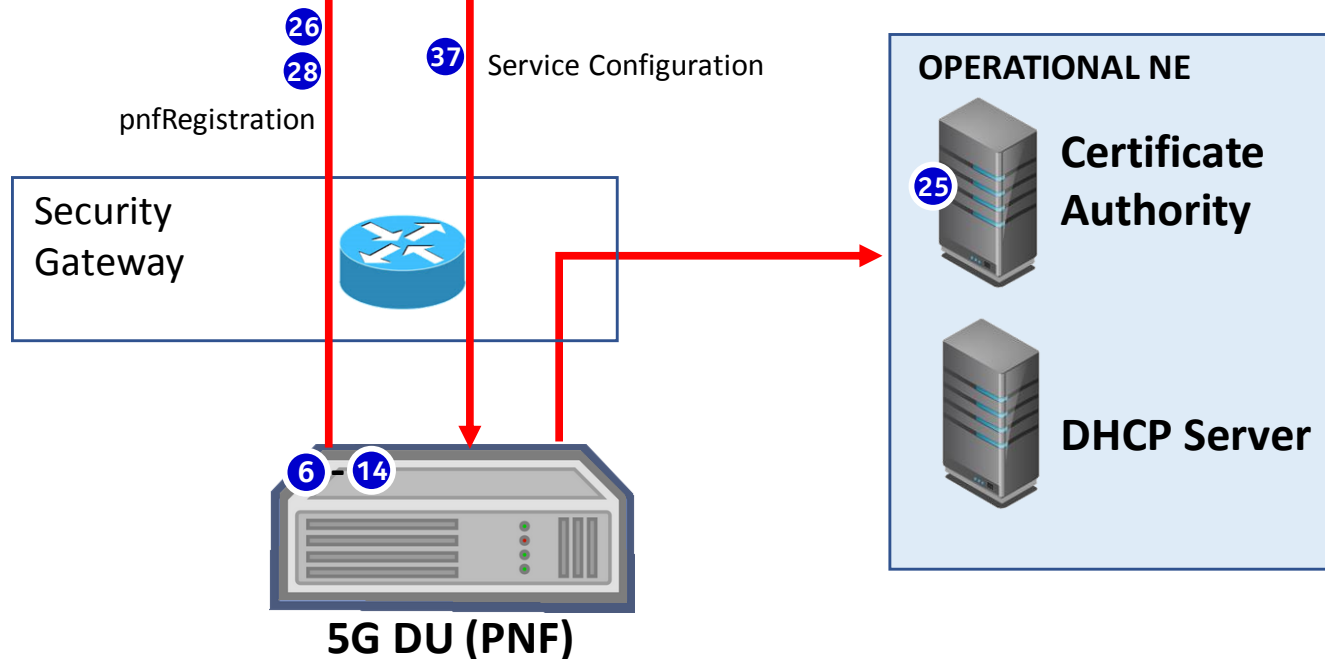 26
28
37
Service Configuration
pnfRegistration
OPERATIONAL NE
Certificate
Authority
25
Security
Gateway
DHCP Server
6 - 14
5G DU (PNF)